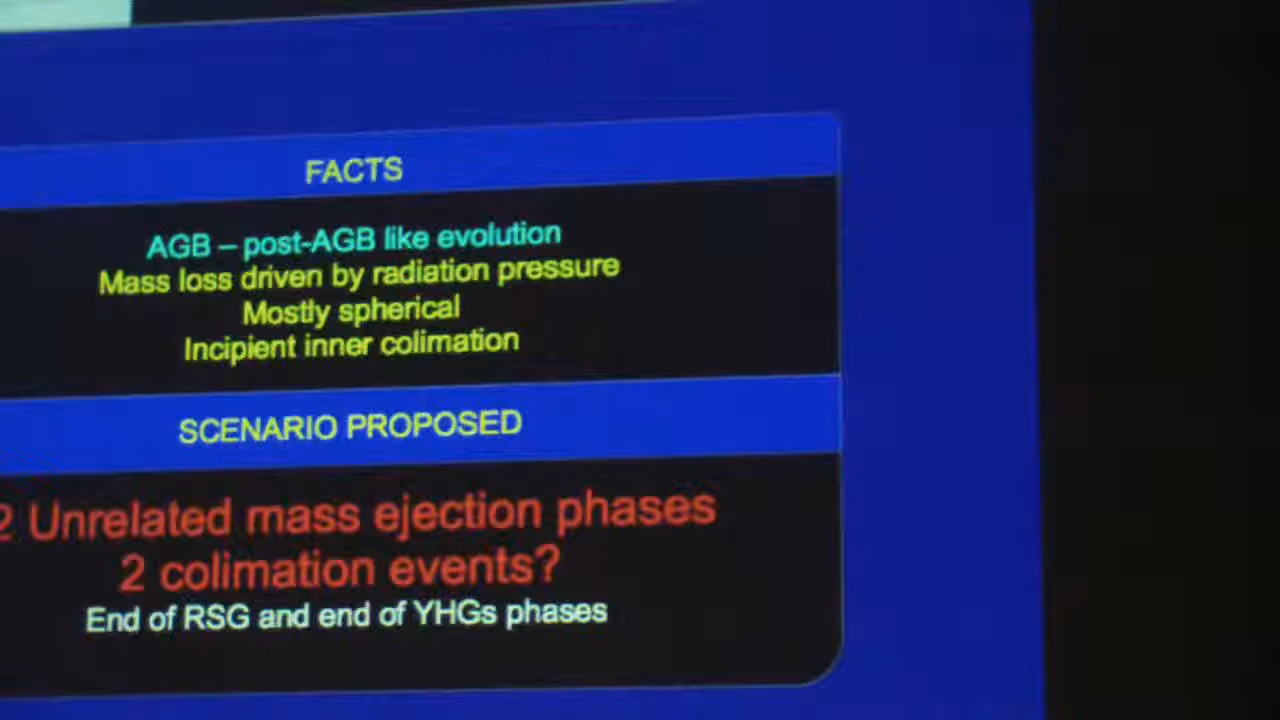 FACTS
AGB – post-AGB like evolution
Mass loss driven by radiation pressure
Mostly spherical
Incipient inner colimation
SCENARIO PROPOSED
2 Unrelated mass ejection phases
2 colimation events?
End of RSG and end of YHGs phases